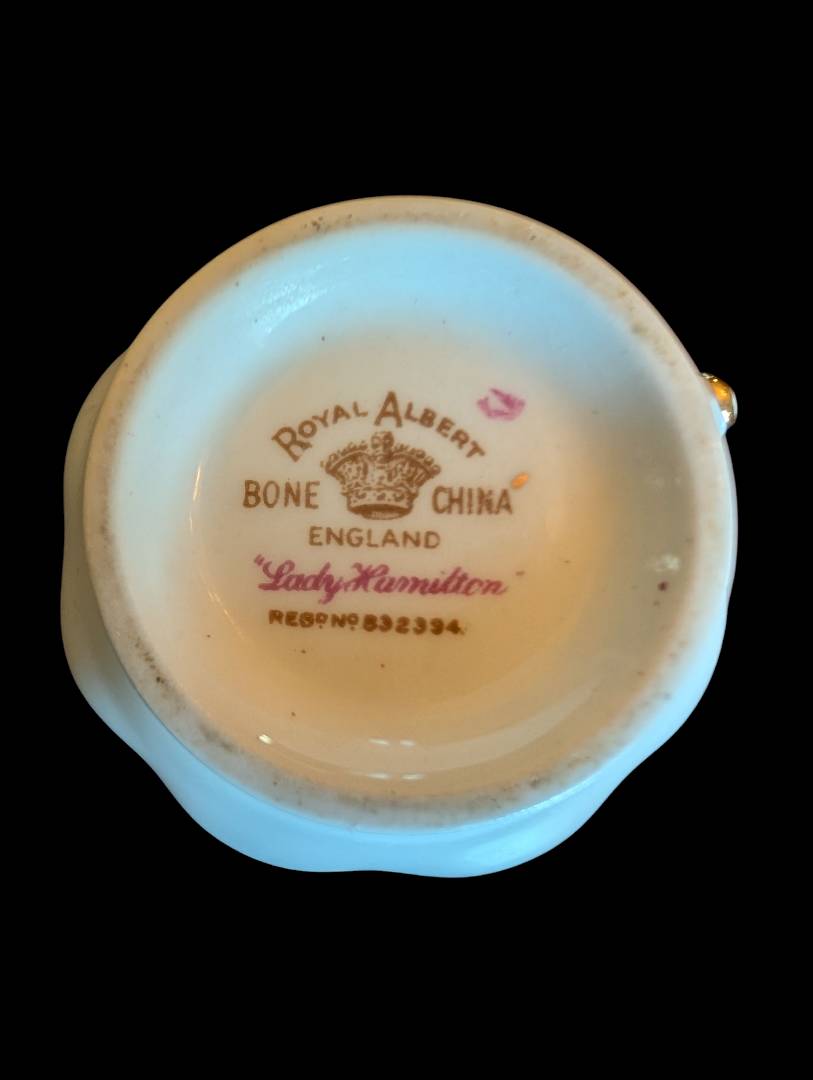 ROYAL ALBERT
BONE CHINA
ENGLAND
"Lady Hamilton"
REGD NO 832394